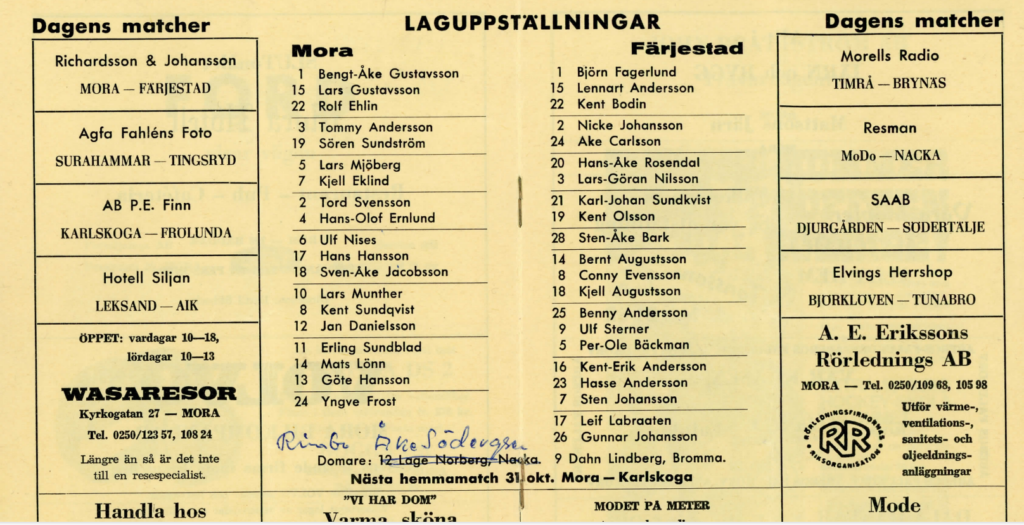 LAGUPPSTÄLLNINGAR
Dagens matcher
Richardsson & Johansson
MORA — FÄRJESTAD
Agfa Fahléns Foto
SURAHAMMAR — TINGSRYD
AB P.E. Finn
KARLSKOGA — FRÖLUNDA
Hotell Siljan
LEKSAND — AIK
ÖPPET: vardagar 10—18,
lördagar 10—13
WASARESOR
Kyrkogatan 27 — MORA
Tel. 0250/123 57, 108 24
Längre än så är det inte
till en resespecialist.
Handla hos
Mora
1 Bengt-Åke Gustavsson
15 Lars Gustavsson
22 Rolf Ehlin
3 Tommy Andersson
19 Sören Sundström
5 Lars Mjöberg
7 Kjell Eklind
2 Tord Svensson
4 Hans-Olof Ernlund
6 Ulf Nises
17 Hans Hansson
18 Sven-Åke Jacobsson
10 Lars Munther
8 Kent Sundqvist
12 Jan Danielsson
11 Erling Sundblad
14 Mats Lönn
13 Göte Hansson
24 Yngve Frost
Färjestad
1 Björn Fagerlund
15 Lennart Andersson
22 Kent Bodin
2 Nicke Johansson
24 Ake Carlsson
20 Hans-Åke Rosendal
3 Lars-Göran Nilsson
21 Karl-Johan Sundkvist
19 Kent Olsson
28 Sten-Åke Bark
14 Bernt Augustsson
8 Conny Evensson
18 Kjell Augustsson
25 Benny Andersson
9 Ulf Sterner
5 Per-Ole Bäckman
16 Kent-Erik Andersson
23 Hasse Andersson
7 Sten Johansson
17 Leif Labraaten
26 Gunnar Johansson
Rimbo Åke Södergren
Domare: 12 Lage Norberg, Nacka. 9 Dahn Lindberg, Bromma.
Nästa hemmamatch 31 okt. Mora — Karlskoga
"VI HAR DOM"
Varma sköna
MODET PÅ METER
Dagens matcher
Morells Radio
TIMRÅ — BRYNÄS
Resman
MoDo — NACKA
SAAB
DJURGÅRDEN — SÖDERTÄLJE
Elvings Herrshop
BJÖRKLÖVEN — TUNABRO
A. E. Erikssons
Rörlednings AB
MORA — Tel. 0250/109 68, 105 98
RÖRLEDNINGSFIRMORNAS
RIKSORGANISATION
RR
Utför värme-,
ventilations-,
sanitets- och
oljeeldnings-
anläggningar
Mode